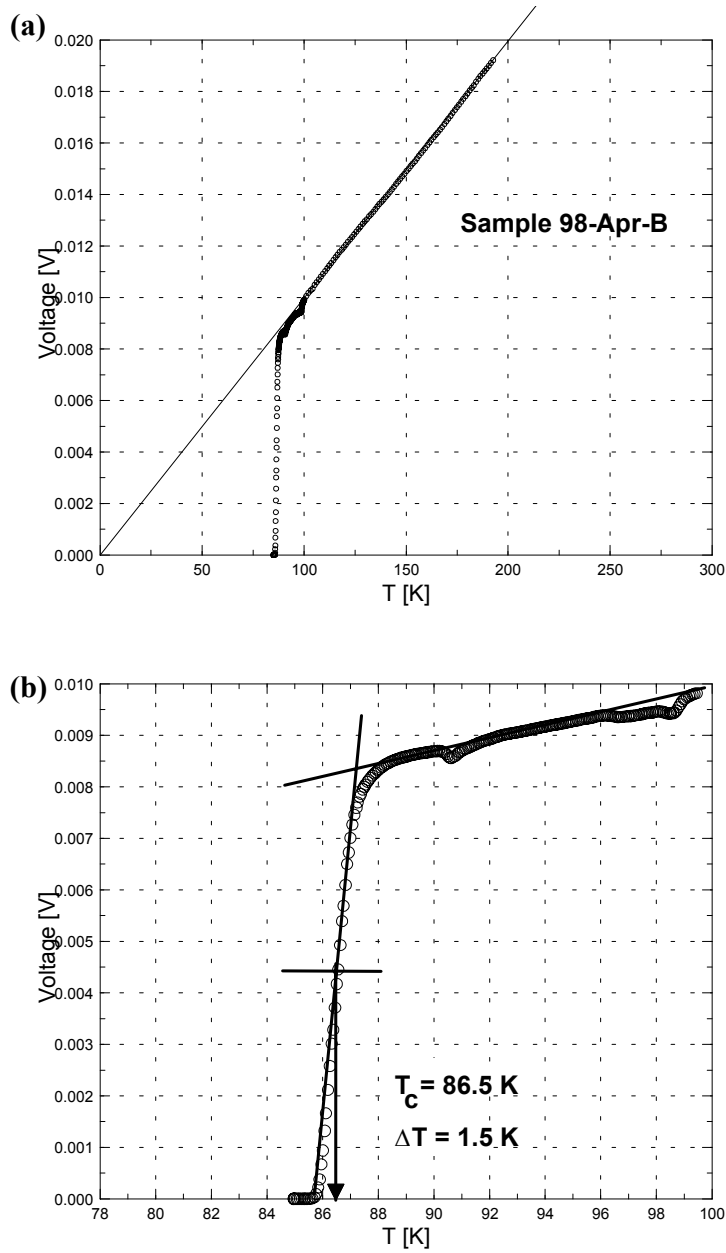 (a)
0.020
0.018
0.016
0.014
0.012
0.010
0.008
0.006
0.004
0.002
0.000
Voltage [V]
Sample 98-Apr-B
0 50 100 150 200 250 300
T [K]
(b)
0.010
0.009
0.008
0.007
0.006
0.005
0.004
0.003
0.002
0.001
0.000
Voltage [V]
Tc = 86.5 K
ΔT = 1.5 K
78 80 82 84 86 88 90 92 94 96 98 100
T [K]